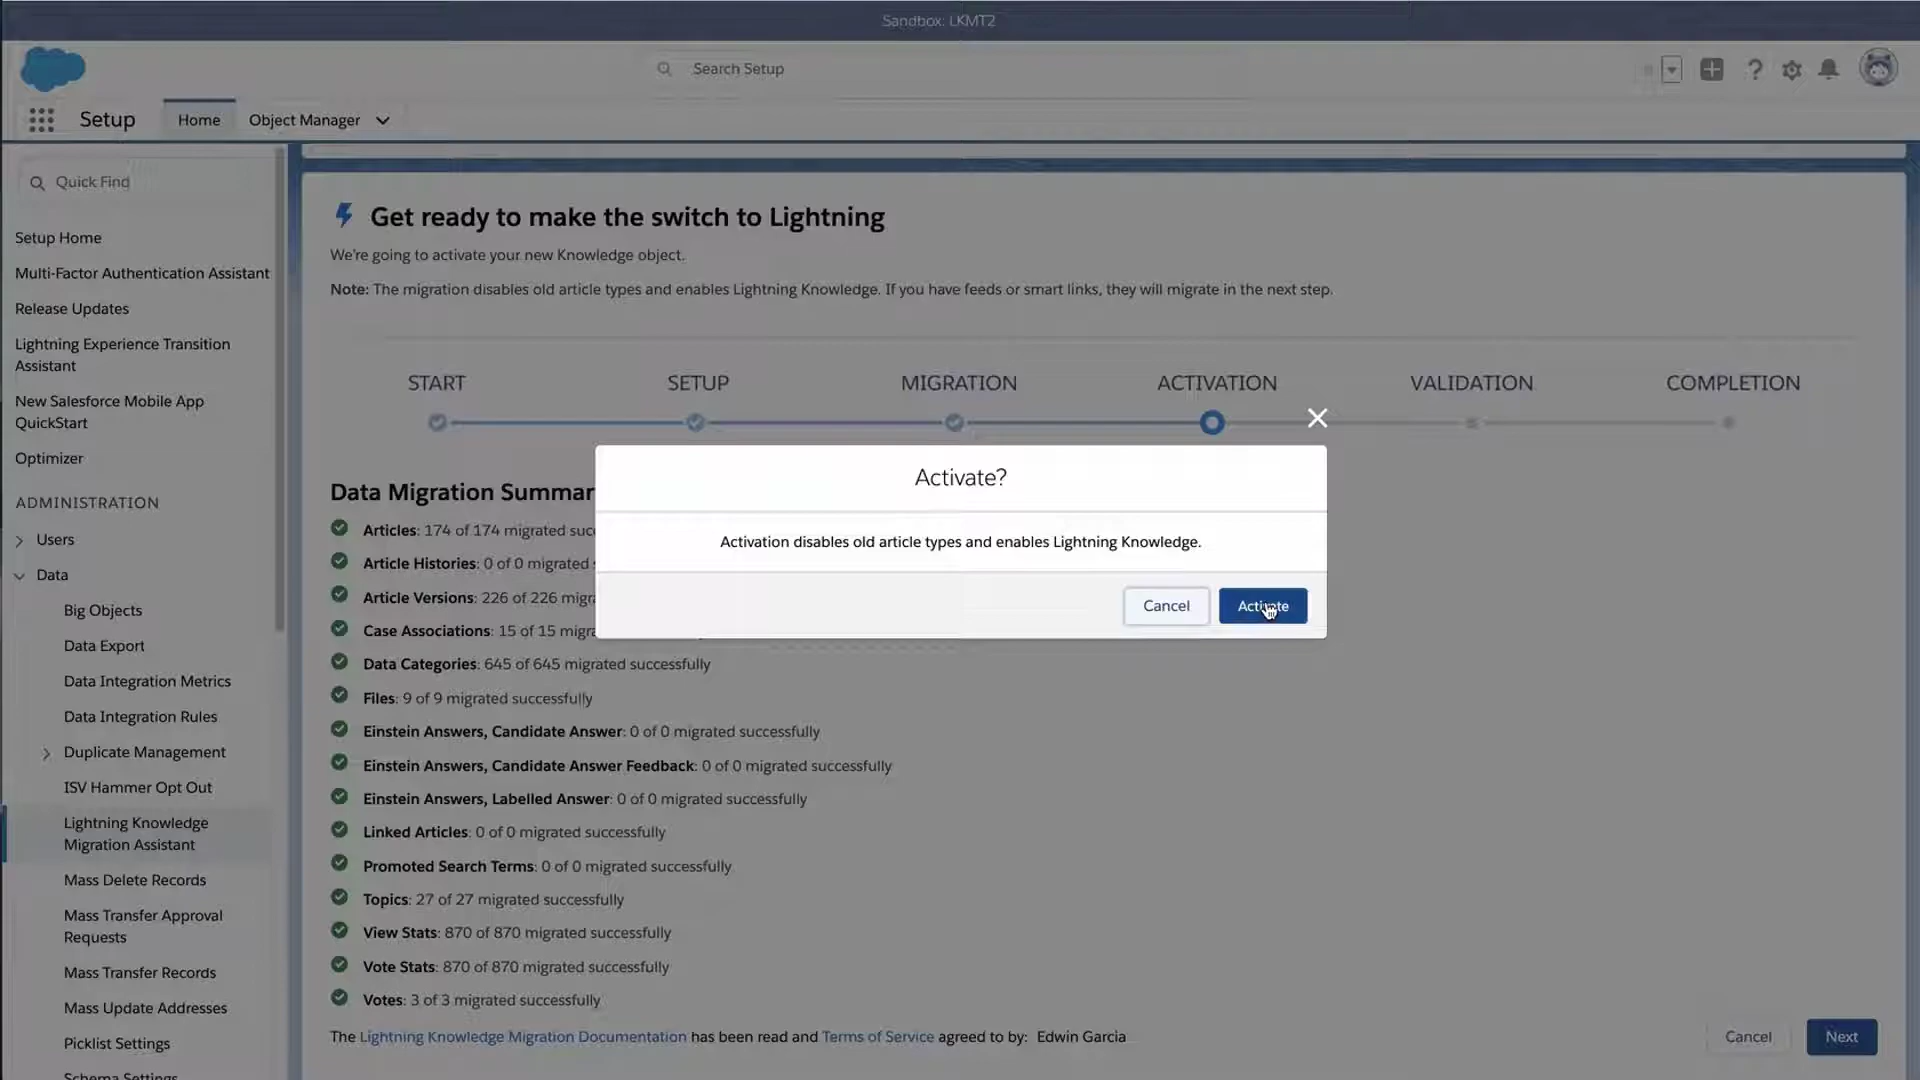 Sandbox: LKMT2
Search Setup
Setup
Home
Object Manager
Quick Find
Setup Home
Multi-Factor Authentication Assistant
Release Updates
Lightning Experience Transition
Assistant
New Salesforce Mobile App
QuickStart
Optimizer
ADMINISTRATION
Users
Data
Big Objects
Data Export
Data Integration Metrics
Data Integration Rules
Duplicate Management
ISV Hammer Opt Out
Lightning Knowledge
Migration Assistant
Mass Delete Records
Mass Transfer Approval
Requests
Mass Transfer Records
Mass Update Addresses
Picklist Settings
Schema Settings
Get ready to make the switch to Lightning
We're going to activate your new Knowledge object.
Note: The migration disables old article types and enables Lightning Knowledge. If you have feeds or smart links, they will migrate in the next step.
START SETUP MIGRATION ACTIVATION VALIDATION COMPLETION
Activate?
Activation disables old article types and enables Lightning Knowledge.
Cancel
Activate
Data Migration Summar
Articles: 174 of 174 migrated suc
Article Histories: 0 of 0 migrated
Article Versions: 226 of 226 migra
Case Associations: 15 of 15 migra
Data Categories: 645 of 645 migrated successfully
Files: 9 of 9 migrated successfully
Einstein Answers, Candidate Answer: 0 of 0 migrated successfully
Einstein Answers, Candidate Answer Feedback: 0 of 0 migrated successfully
Einstein Answers, Labelled Answer: 0 of 0 migrated successfully
Linked Articles: 0 of 0 migrated successfully
Promoted Search Terms: 0 of 0 migrated successfully
Topics: 27 of 27 migrated successfully
View Stats: 870 of 870 migrated successfully
Vote Stats: 870 of 870 migrated successfully
Votes: 3 of 3 migrated successfully
The Lightning Knowledge Migration Documentation has been read and Terms of Service agreed to by: Edwin Garcia
Cancel
Next